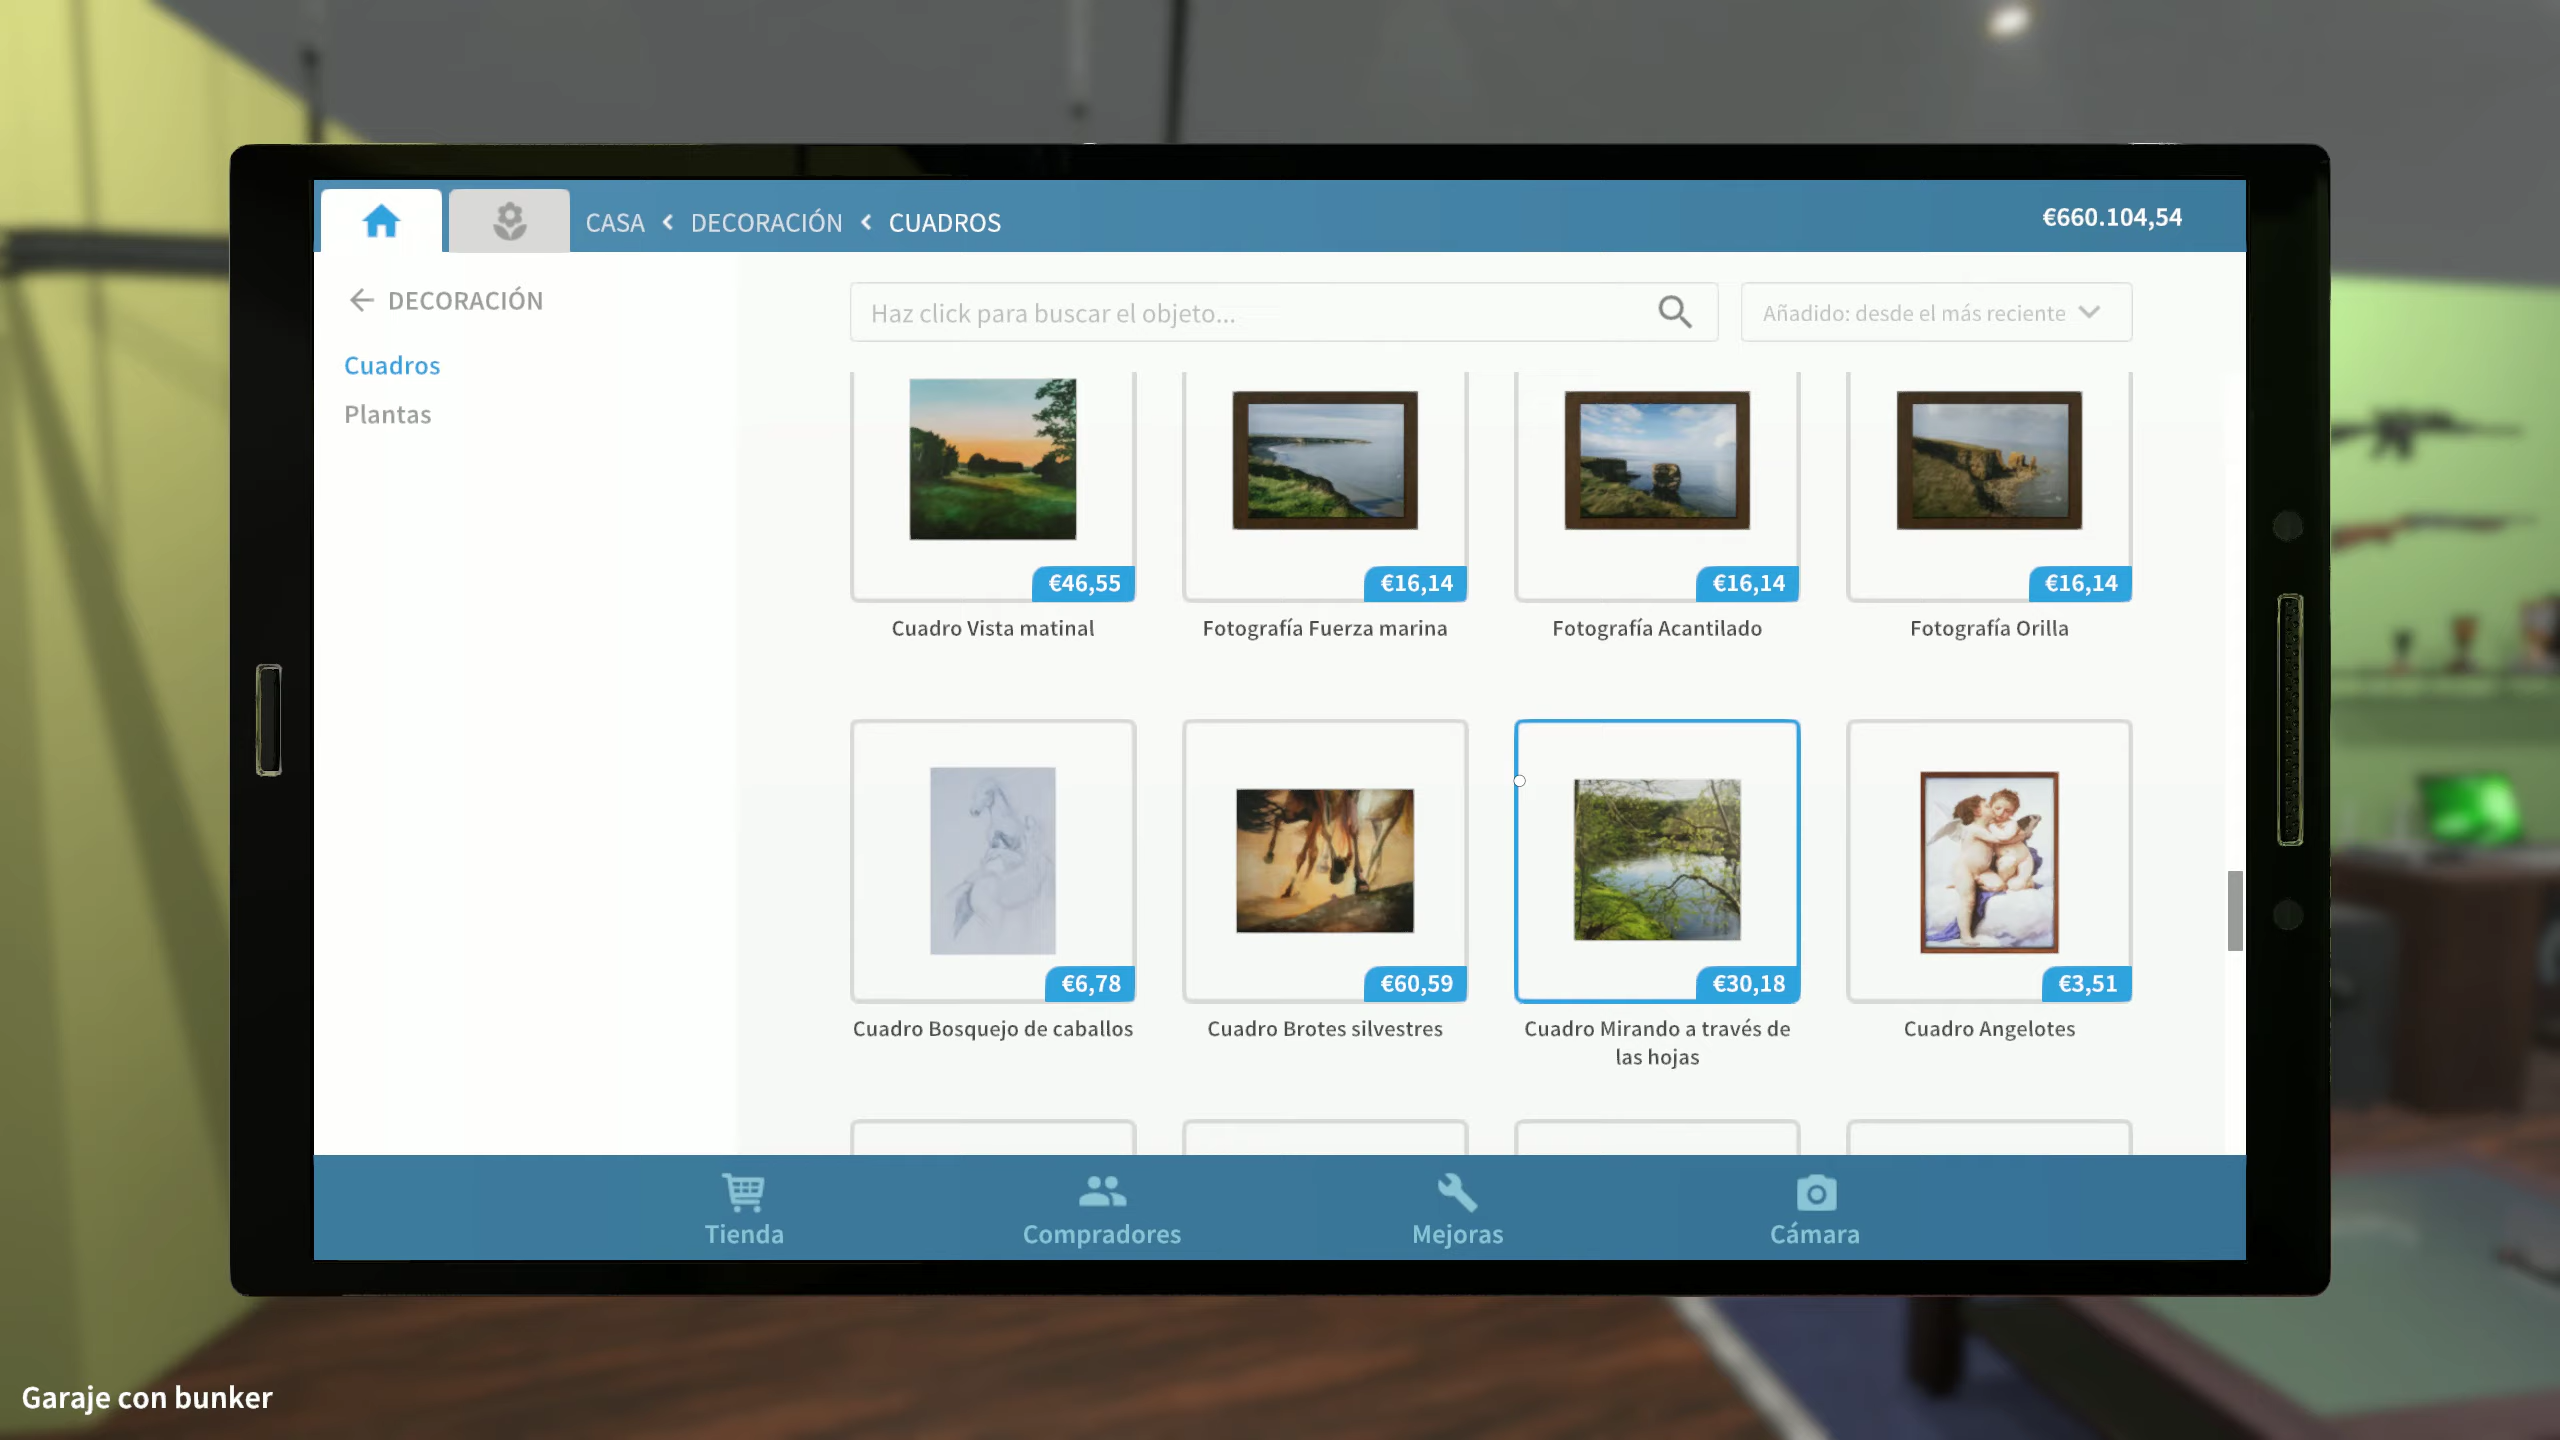 CASA < DECORACIÓN < CUADROS
€660.104,54
← DECORACIÓN
Haz click para buscar el objeto...
Añadido: desde el más reciente
Cuadros
Plantas
€46,55
€16,14
€16,14
€16,14
Cuadro Vista matinal
Fotografía Fuerza marina
Fotografía Acantilado
Fotografía Orilla
€6,78
€60,59
€30,18
€3,51
Cuadro Bosquejo de caballos
Cuadro Brotes silvestres
Cuadro Mirando a través de
las hojas
Cuadro Angelotes
Tienda
Compradores
Mejoras
Cámara
Garaje con bunker